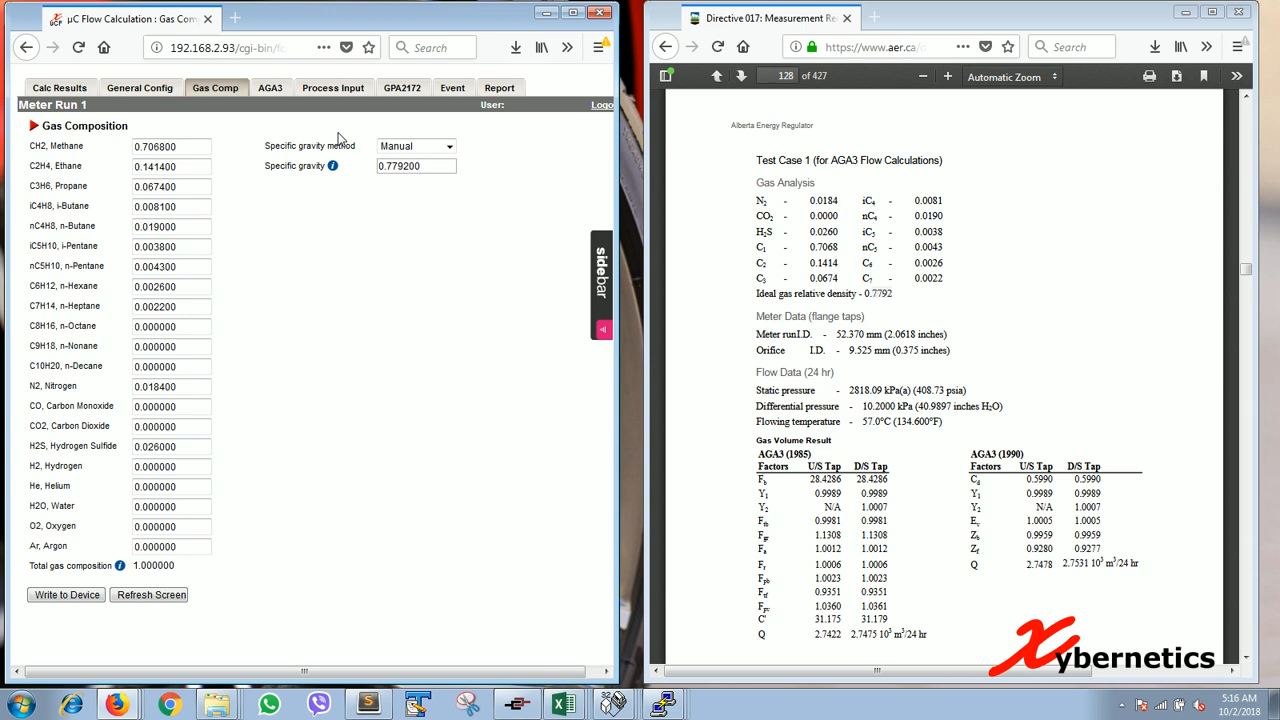 µC Flow Calculation : Gas Com
Directive 017: Measurement Re
192.168.2.93/cgi-bin/fc
Search
https://www.aer.ca/
Search
Calc Results
General Config
Gas Comp
AGA3
Process Input
GPA2172
Event
Report
128
of 427
Automatic Zoom
Meter Run 1
User:
Logo
Gas Composition
CH2, Methane
0.706800
C2H4, Ethane
0.141400
C3H6, Propane
0.067400
iC4H8, i-Butane
0.008100
nC4H8, n-Butane
0.019000
iC5H10, i-Pentane
0.003800
nC5H10, n-Pentane
0.004300
C6H12, n-Hexane
0.002600
C7H14, n-Heptane
0.002200
C8H16, n-Octane
0.000000
C9H18, n-Nonane
0.000000
C10H20, n-Decane
0.000000
N2, Nitrogen
0.018400
CO, Carbon Monoxide
0.000000
CO2, Carbon Dioxide
0.000000
H2S, Hydrogen Sulfide
0.026000
H2, Hydrogen
0.000000
He, Helium
0.000000
H2O, Water
0.000000
O2, Oxygen
0.000000
Ar, Argon
0.000000
Total gas composition
1.000000
Write to Device
Refresh Screen
Specific gravity method
Manual
Specific gravity
0.779200
sidebar
Alberta Energy Regulator
Test Case 1 (for AGA3 Flow Calculations)
Gas Analysis
N2 - 0.0184 iC4 - 0.0081
CO2 - 0.0000 nC4 - 0.0190
H2S - 0.0260 iC5 - 0.0038
C1 - 0.7068 nC5 - 0.0043
C2 - 0.1414 C6 - 0.0026
C3 - 0.0674 C7 - 0.0022
Ideal gas relative density - 0.7792
Meter Data (flange taps)
Meter run I.D. - 52.370 mm (2.0618 inches)
Orifice I.D. - 9.525 mm (0.375 inches)
Flow Data (24 hr)
Static pressure - 2818.09 kPa(a) (408.73 psia)
Differential pressure - 10.2000 kPa (40.9897 inches H2O)
Flowing temperature - 57.0°C (134.600°F)
Gas Volume Result
AGA3 (1985)
Factors U/S Tap D/S Tap
Fb 28.4286 28.4286
Y1 0.9989 0.9989
Y2 N/A 1.0007
Ftb 0.9981 0.9981
Fgr 1.1308 1.1308
Fa 1.0012 1.0012
Fr 1.0006 1.0006
Fpb 1.0023 1.0023
Ftf 0.9351 0.9351
Fpv 1.0360 1.0361
C' 31.175 31.179
Q 2.7422 2.7475 10³ m³/24 hr
AGA3 (1990)
Factors U/S Tap D/S Tap
Cd 0.5990 0.5990
Y1 0.9989 0.9989
Y2 N/A 1.0007
Ev 1.0005 1.0005
Zb 0.9959 0.9959
Zf 0.9280 0.9277
Q 2.7478 2.7531 10³ m³/24 hr
Xybernetics
5:16 AM
10/2/2018